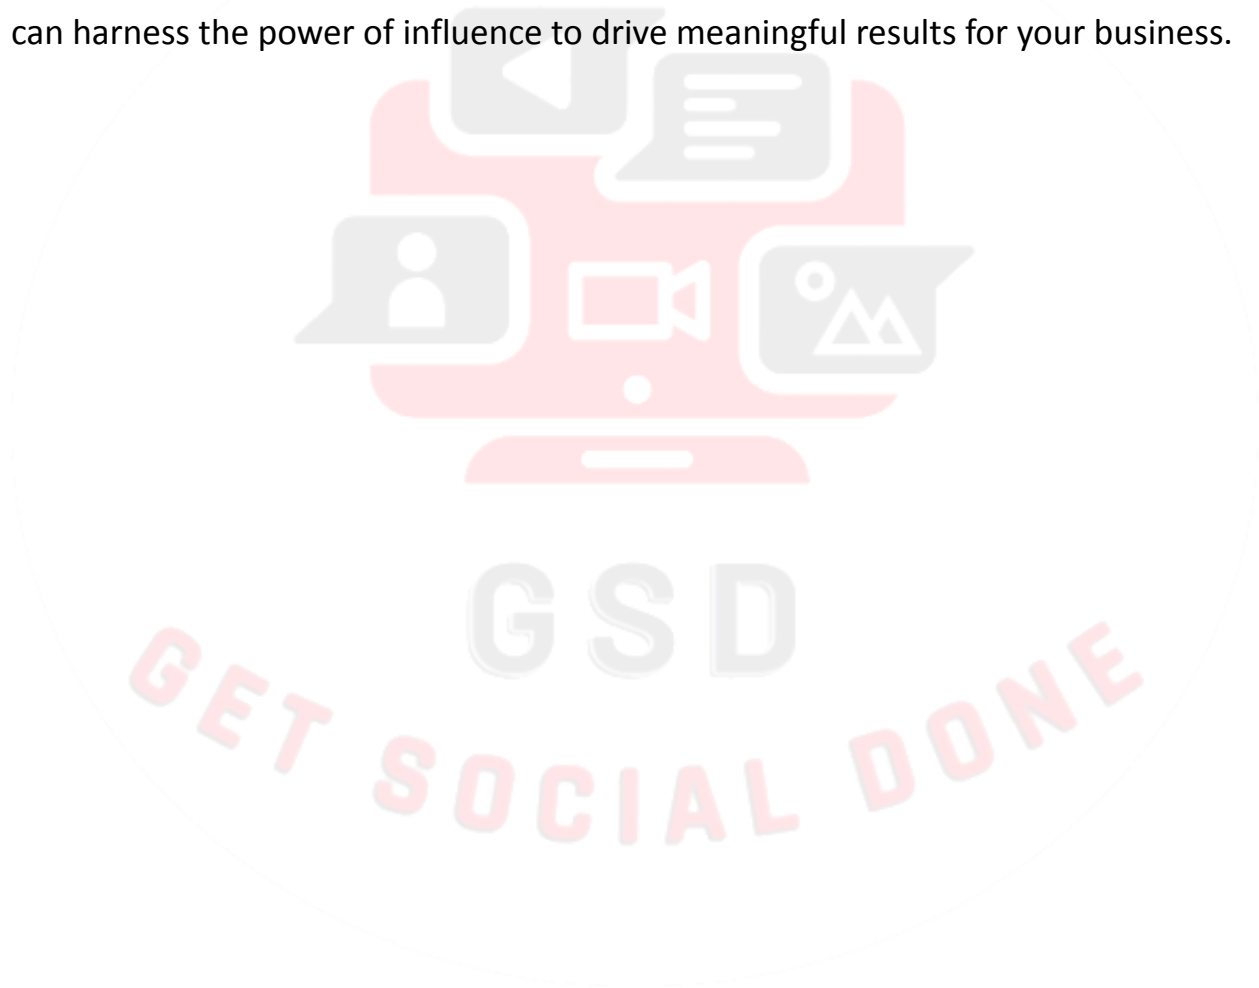 can harness the power of influence to drive meaningful results for your business.
GSD
GET SOCIAL DONE